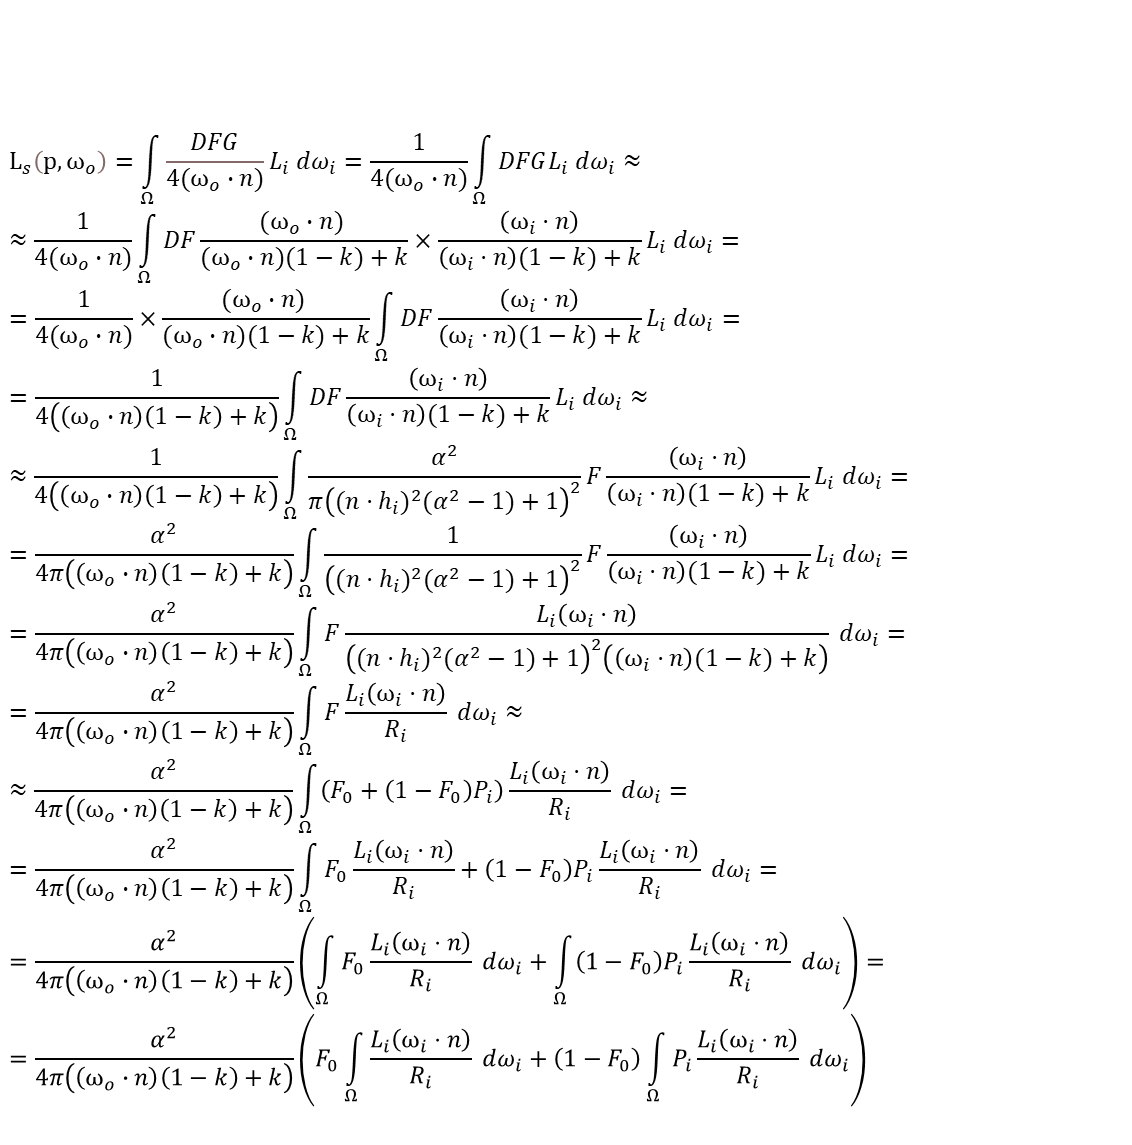 L_s(p, ω_o) = ∫_Ω DFG / (4(ω_o · n)) L_i dω_i = 1 / (4(ω_o · n)) ∫_Ω DFG L_i dω_i ≈
≈ 1 / (4(ω_o · n)) ∫_Ω DF (ω_o · n) / ((ω_o · n)(1 − k) + k) × (ω_i · n) / ((ω_i · n)(1 − k) + k) L_i dω_i =
= 1 / (4(ω_o · n)) × (ω_o · n) / ((ω_o · n)(1 − k) + k) ∫_Ω DF (ω_i · n) / ((ω_i · n)(1 − k) + k) L_i dω_i =
= 1 / (4((ω_o · n)(1 − k) + k)) ∫_Ω DF (ω_i · n) / ((ω_i · n)(1 − k) + k) L_i dω_i ≈
≈ 1 / (4((ω_o · n)(1 − k) + k)) ∫_Ω α² / (π((n · h_i)²(α² − 1) + 1)²) F (ω_i · n) / ((ω_i · n)(1 − k) + k) L_i dω_i =
= α² / (4π((ω_o · n)(1 − k) + k)) ∫_Ω 1 / (((n · h_i)²(α² − 1) + 1)²) F (ω_i · n) / ((ω_i · n)(1 − k) + k) L_i dω_i =
= α² / (4π((ω_o · n)(1 − k) + k)) ∫_Ω F L_i(ω_i · n) / (((n · h_i)²(α² − 1) + 1)²((ω_i · n)(1 − k) + k)) dω_i =
= α² / (4π((ω_o · n)(1 − k) + k)) ∫_Ω F L_i(ω_i · n) / R_i dω_i ≈
≈ α² / (4π((ω_o · n)(1 − k) + k)) ∫_Ω (F_0 + (1 − F_0)P_i) L_i(ω_i · n) / R_i dω_i =
= α² / (4π((ω_o · n)(1 − k) + k)) ∫_Ω F_0 L_i(ω_i · n) / R_i + (1 − F_0)P_i L_i(ω_i · n) / R_i dω_i =
= α² / (4π((ω_o · n)(1 − k) + k)) (∫_Ω F_0 L_i(ω_i · n) / R_i dω_i + ∫_Ω (1 − F_0)P_i L_i(ω_i · n) / R_i dω_i) =
= α² / (4π((ω_o · n)(1 − k) + k)) (F_0 ∫_Ω L_i(ω_i · n) / R_i dω_i + (1 − F_0) ∫_Ω P_i L_i(ω_i · n) / R_i dω_i)